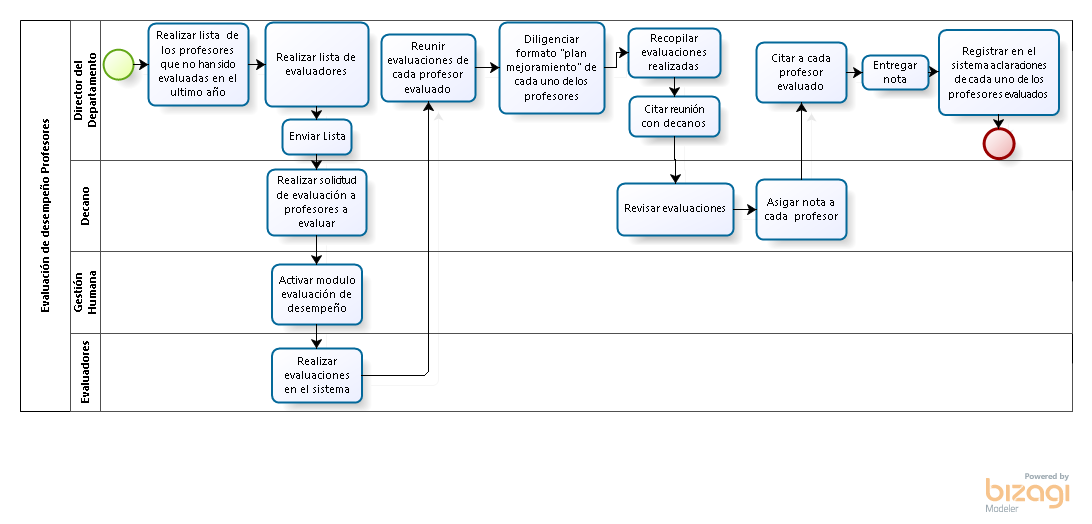 Evaluación de desempeño Profesores
Director del
Departamento
Realizar lista de
los profesores
que no han sido
evaluadas en el
ultimo año
Realizar lista de
evaluadores
Enviar Lista
Reunir
evaluaciones de
cada profesor
evaluado
Diligenciar
formato "plan
mejoramiento" de
cada uno de los
profesores
Recopilar
evaluaciones
realizadas
Citar reunión
con decanos
Citar a cada
profesor
evaluado
Entregar
nota
Registrar en el
sistema aclaradones
de cada uno de los
profesores evaluados
Decano
Realizar solicitud
de evaluación a
profesores a
evaluar
Revisar evaluaciones
Asigar nota a
cada profesor
Gestión
Humana
Activar modulo
evaluación de
desempeño
Evaluadores
Realizar
evaluaciones
en el sistema
Powered by
bizagi
Modeler